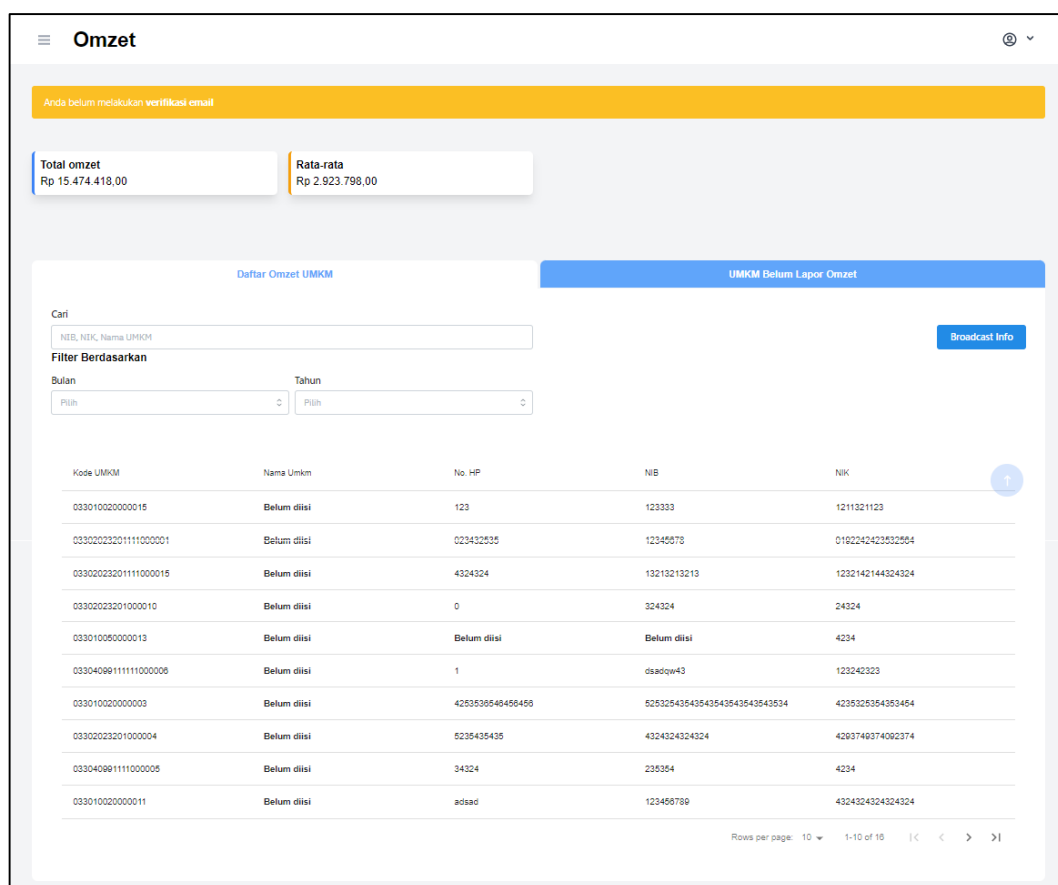 Omzet
Anda belum melakukan verifikasi email
Total omzet
Rp 15.474.418,00
Rata-rata
Rp 2.923.798,00
Daftar Omzet UMKM
UMKM Belum Lapor Omzet
Cari
NIB, NIK, Nama UMKM
Broadcast Info
Filter Berdasarkan
Bulan Tahun
Pilih Pilih
Kode UMKM Nama Umkm No. HP NIB NIK
033010020000015 Belum diisi 123 123333 1211321123
03302023201111000001 Belum diisi 023432535 12345678 0192242423532564
03302023201111000015 Belum diisi 4324324 13213213213 1232142144324324
03302023201000010 Belum diisi 0 324324 24324
033010050000013 Belum diisi Belum diisi Belum diisi 4234
03304099111111000006 Belum diisi 1 dsadqw43 123242323
033010020000003 Belum diisi 4253536546456456 52532543543543543543543543534 4235325354353454
03302023201000004 Belum diisi 5235435435 4324324324324 4293749374092374
033040991111000005 Belum diisi 34324 235354 4234
033010020000011 Belum diisi adsad 123456789 4324324324324324
Rows per page: 10 1-10 of 16